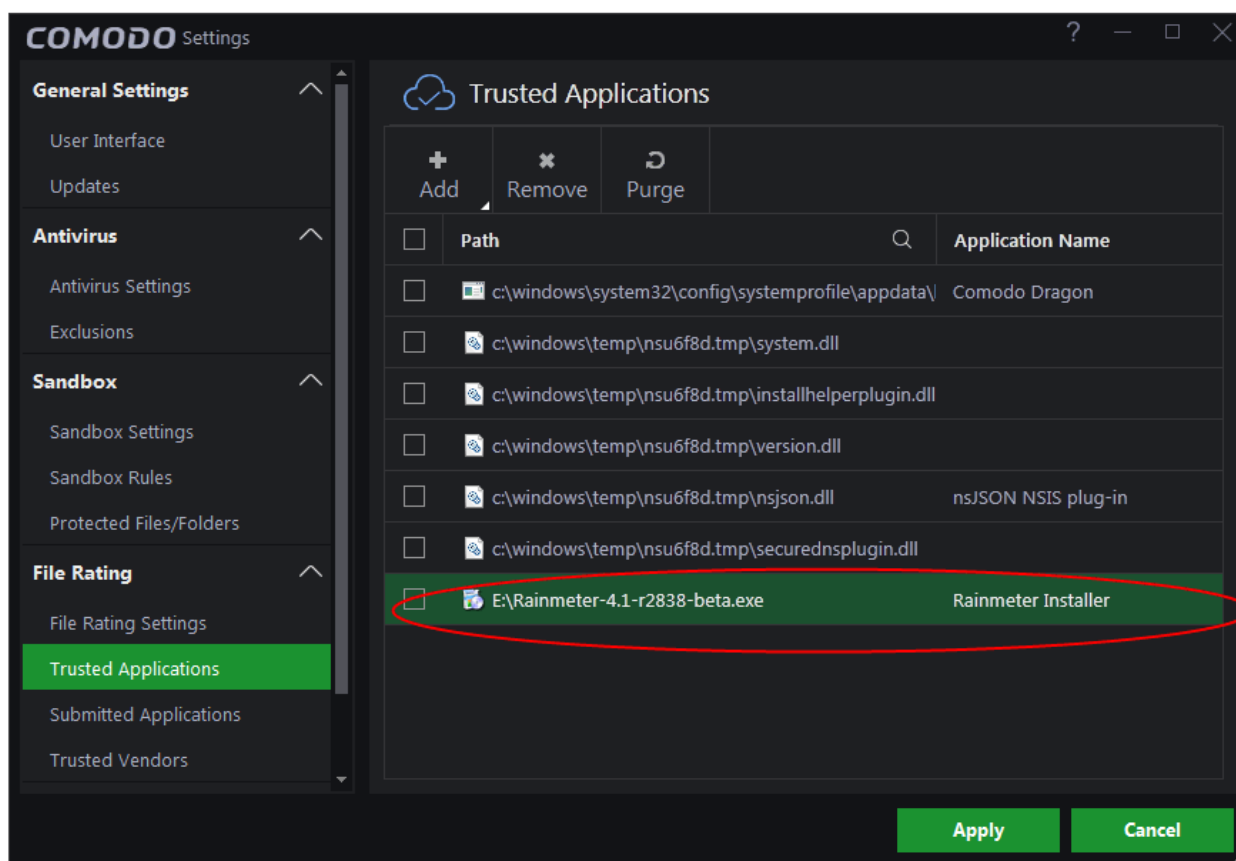 COMODO Settings
?
General Settings
User Interface
Updates
Antivirus
Antivirus Settings
Exclusions
Sandbox
Sandbox Settings
Sandbox Rules
Protected Files/Folders
File Rating
File Rating Settings
Trusted Applications
Submitted Applications
Trusted Vendors
Trusted Applications
Add Remove Purge
Path Application Name
c:\windows\system32\config\systemprofile\appdata\ Comodo Dragon
c:\windows\temp\nsu6f8d.tmp\system.dll
c:\windows\temp\nsu6f8d.tmp\installhelperplugin.dll
c:\windows\temp\nsu6f8d.tmp\version.dll
c:\windows\temp\nsu6f8d.tmp\nsjson.dll nsJSON NSIS plug-in
c:\windows\temp\nsu6f8d.tmp\securednsplugin.dll
E:\Rainmeter-4.1-r2838-beta.exe Rainmeter Installer
Apply Cancel